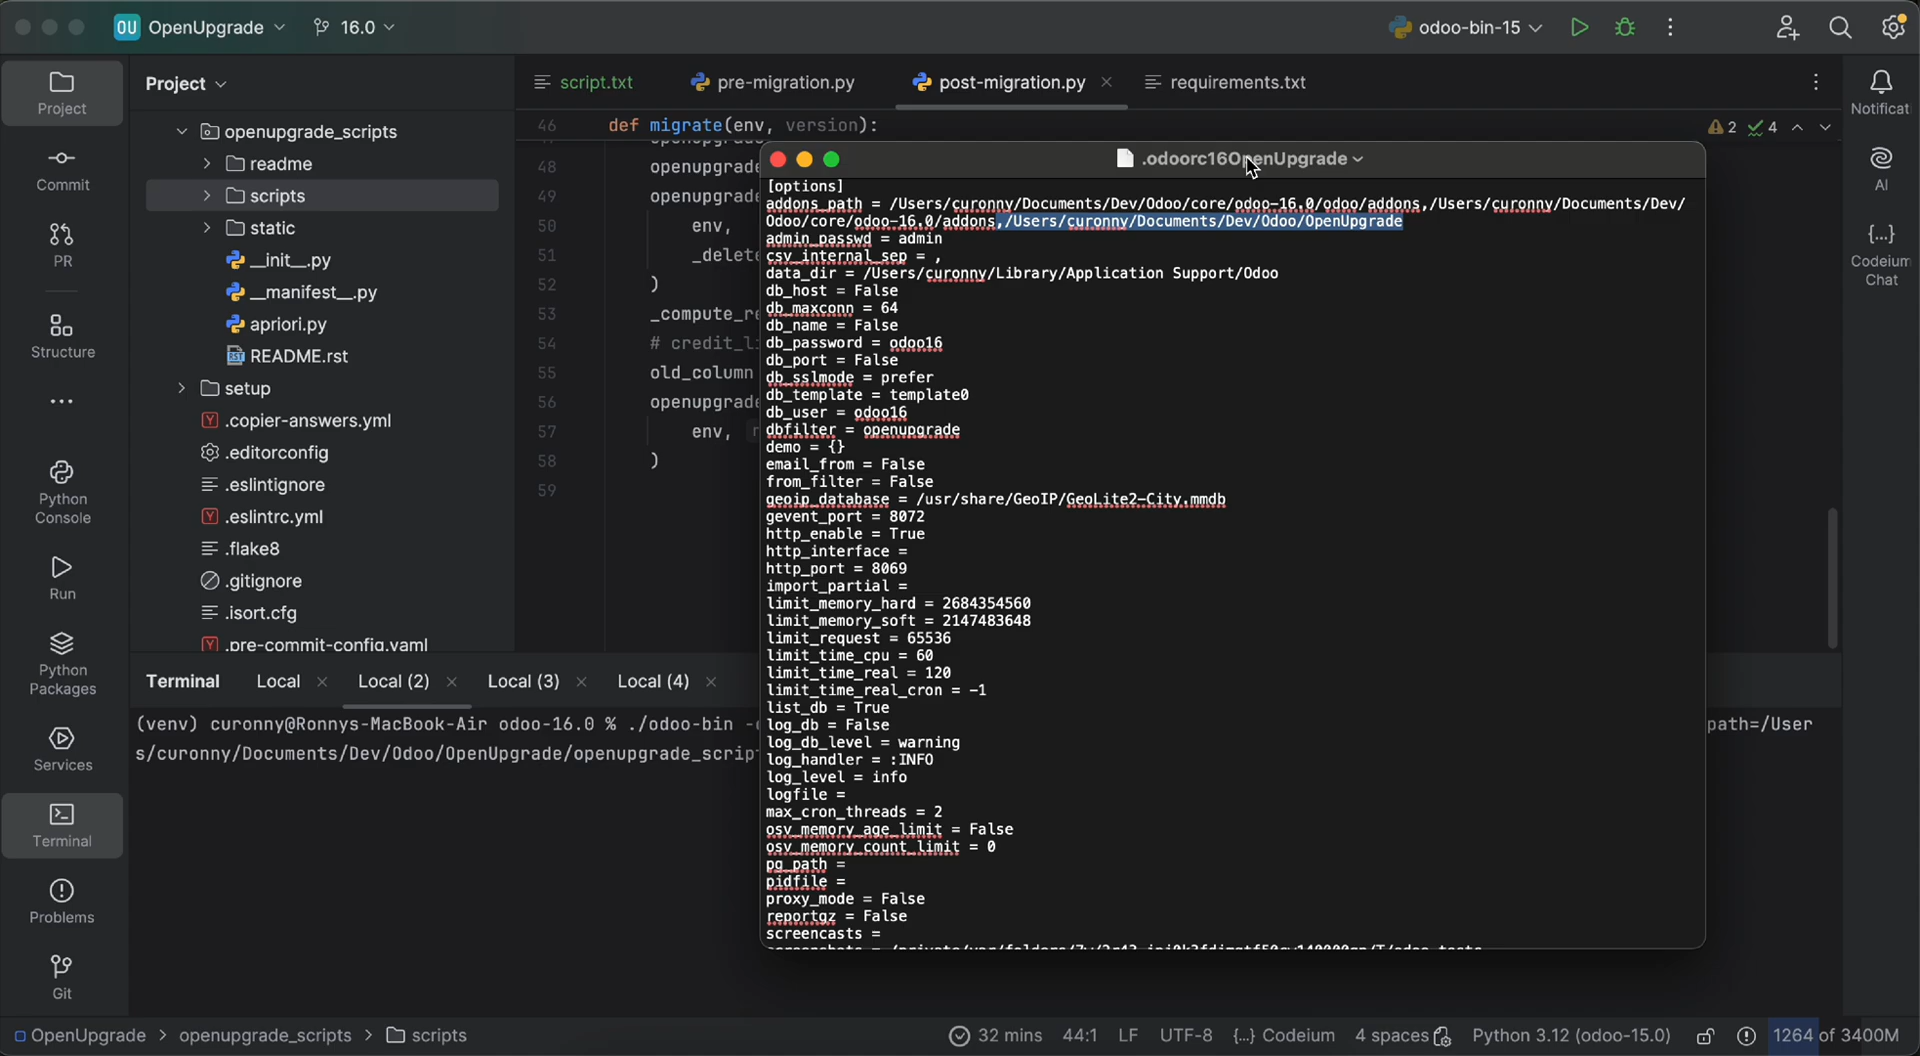 OU OpenUpgrade 16.0 odoo-bin-15
Project
script.txt pre-migration.py post-migration.py requirements.txt
Project
Commit
PR
Structure
Python
Console
Run
Python
Packages
Services
Terminal
Problems
Git
openupgrade_scripts
readme
scripts
static
__init__.py
__manifest__.py
apriori.py
README.rst
setup
.copier-answers.yml
.editorconfig
.eslintignore
.eslintrc.yml
.flake8
.gitignore
.isort.cfg
.pre-commit-config.yaml
46 def migrate(env, version): 2 4
48 openupgrade
49 openupgrade
50 env,
51 _delete
52 )
53 _compute_re
54 # credit_li
55 old_column
56 openupgrade
57 env,
58 )
59
.odoorc16OpenUpgrade
[options]
addons_path = /Users/curonny/Documents/Dev/Odoo/core/odoo-16.0/odoo/addons,/Users/curonny/Documents/Dev/
Odoo/core/odoo-16.0/addons,/Users/curonny/Documents/Dev/Odoo/OpenUpgrade
admin_passwd = admin
csv_internal_sep = ,
data_dir = /Users/curonny/Library/Application Support/Odoo
db_host = False
db_maxconn = 64
db_name = False
db_password = odoo16
db_port = False
db_sslmode = prefer
db_template = template0
db_user = odoo16
dbfilter = openupgrade
demo = {}
email_from = False
from_filter = False
geoip_database = /usr/share/GeoIP/GeoLite2-City.mmdb
gevent_port = 8072
http_enable = True
http_interface =
http_port = 8069
import_partial =
limit_memory_hard = 2684354560
limit_memory_soft = 2147483648
limit_request = 65536
limit_time_cpu = 60
limit_time_real = 120
limit_time_real_cron = -1
list_db = True
log_db = False
log_db_level = warning
log_handler = :INFO
log_level = info
logfile =
max_cron_threads = 2
osv_memory_age_limit = False
osv_memory_count_limit = 0
pg_path =
pidfile =
proxy_mode = False
reportgz = False
screencasts =
Notificat
AI
{...}
Codeium
Chat
Terminal Local Local (2) Local (3) Local (4)
(venv) curonny@Ronnys-MacBook-Air odoo-16.0 % ./odoo-bin path=/User
s/curonny/Documents/Dev/Odoo/OpenUpgrade/openupgrade_scrip
OpenUpgrade > openupgrade_scripts > scripts 32 mins 44:1 LF UTF-8 {...} Codeium 4 spaces Python 3.12 (odoo-15.0) 1264 of 3400M